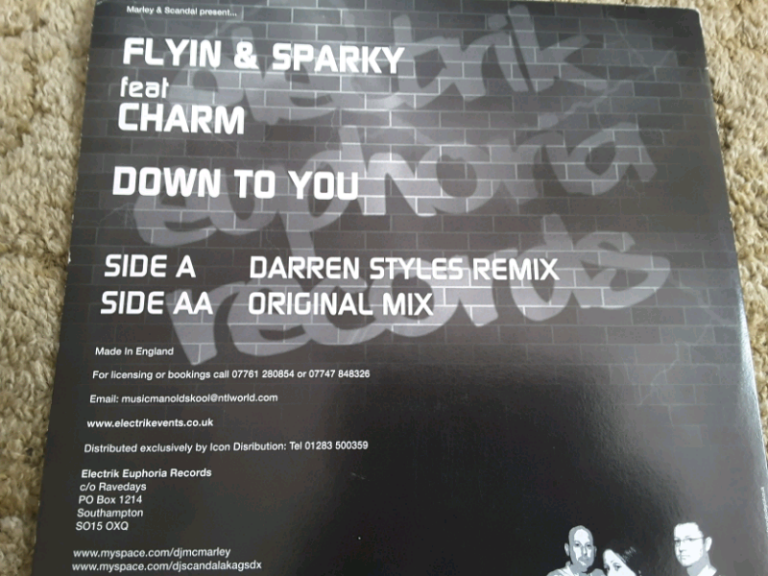 Marley & Scandal present...
FLYIN & SPARKY
feat
CHARM
DOWN TO YOU
SIDE A DARREN STYLES REMIX
SIDE AA ORIGINAL MIX
electrik
euphoria
records
Made In England
For licensing or bookings call 07761 280854 or 07747 848326
Email: musicmanoldskool@ntlworld.com
www.electrikevents.co.uk
Distributed exclusively by Icon Disribution: Tel 01283 500359
Electrik Euphoria Records
c/o Ravedays
PO Box 1214
Southampton
SO15 OXQ
www.myspace.com/djmcmarley
www.myspace.com/djscandalakagsdx